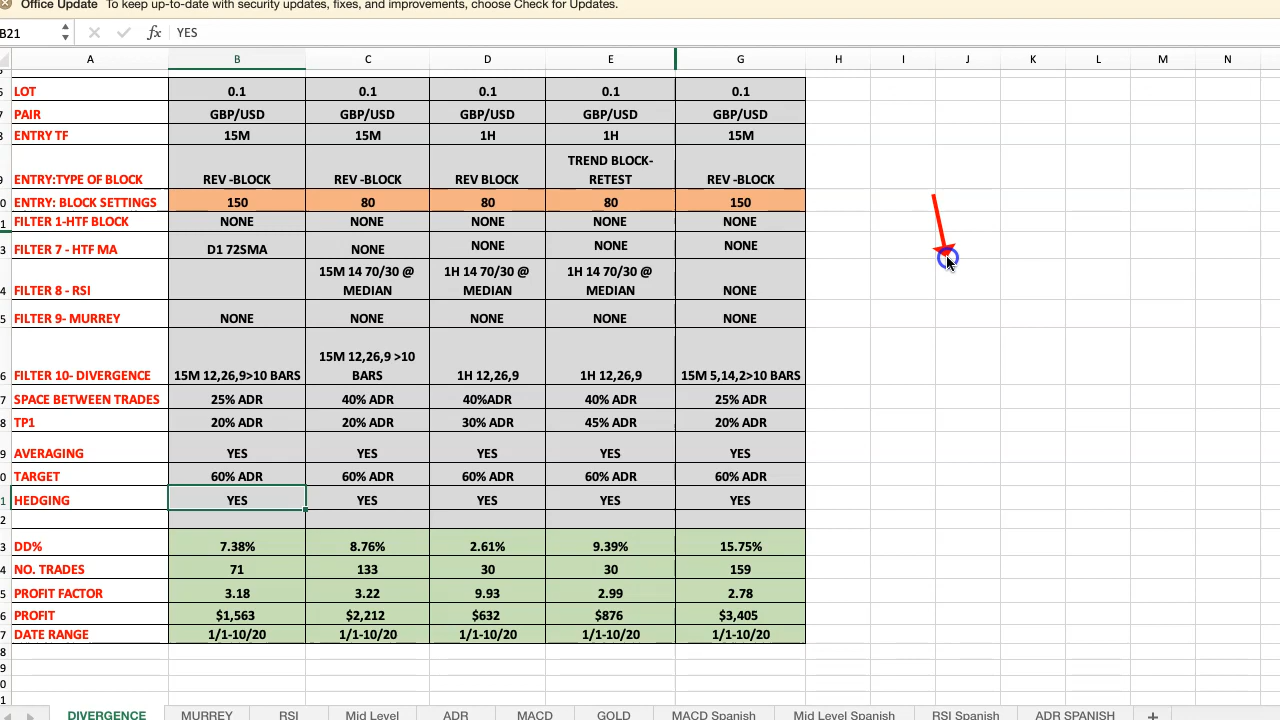 Office Update To keep up-to-date with security updates, fixes, and improvements, choose Check for Updates.
B21 fx YES
A B C D E G H I J K L M N
LOT 0.1 0.1 0.1 0.1 0.1
PAIR GBP/USD GBP/USD GBP/USD GBP/USD GBP/USD
ENTRY TF 15M 15M 1H 1H 15M
ENTRY:TYPE OF BLOCK REV -BLOCK REV -BLOCK REV BLOCK TREND BLOCK-RETEST REV -BLOCK
ENTRY: BLOCK SETTINGS 150 80 80 80 150
FILTER 1-HTF BLOCK NONE NONE NONE NONE NONE
FILTER 7 - HTF MA D1 72SMA NONE NONE NONE NONE
FILTER 8 - RSI 15M 14 70/30 @ MEDIAN 1H 14 70/30 @ MEDIAN 1H 14 70/30 @ MEDIAN NONE
FILTER 9- MURREY NONE NONE NONE NONE NONE
FILTER 10- DIVERGENCE 15M 12,26,9>10 BARS 15M 12,26,9 >10 BARS 1H 12,26,9 1H 12,26,9 15M 5,14,2>10 BARS
SPACE BETWEEN TRADES 25% ADR 40% ADR 40%ADR 40% ADR 25% ADR
TP1 20% ADR 20% ADR 30% ADR 45% ADR 20% ADR
AVERAGING YES YES YES YES YES
TARGET 60% ADR 60% ADR 60% ADR 60% ADR 60% ADR
HEDGING YES YES YES YES YES
DD% 7.38% 8.76% 2.61% 9.39% 15.75%
NO. TRADES 71 133 30 30 159
PROFIT FACTOR 3.18 3.22 9.93 2.99 2.78
PROFIT $1,563 $2,212 $632 $876 $3,405
DATE RANGE 1/1-10/20 1/1-10/20 1/1-10/20 1/1-10/20 1/1-10/20
DIVERGENCE MURREY RSI Mid Level ADR MACD GOLD MACD Spanish Mid Level Spanish RSI Spanish ADR SPANISH +